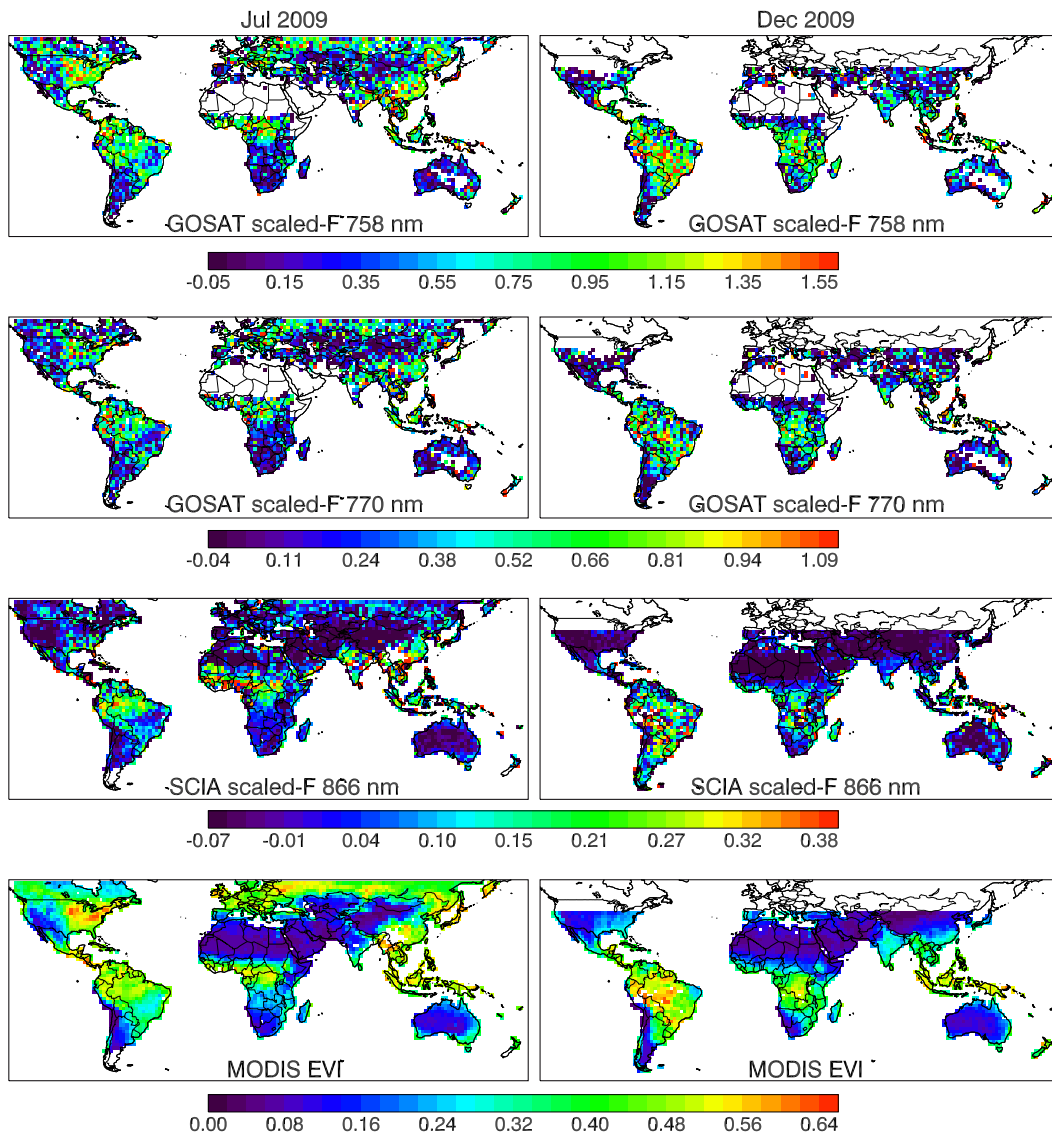 Jul 2009 Dec 2009
GOSAT scaled-F 758 nm GOSAT scaled-F 758 nm
-0.05 0.15 0.35 0.55 0.75 0.95 1.15 1.35 1.55
GOSAT scaled-F 770 nm GOSAT scaled-F 770 nm
-0.04 0.11 0.24 0.38 0.52 0.66 0.81 0.94 1.09
SCIA scaled-F 866 nm SCIA scaled-F 866 nm
-0.07 -0.01 0.04 0.10 0.15 0.21 0.27 0.32 0.38
MODIS EVI MODIS EVI
0.00 0.08 0.16 0.24 0.32 0.40 0.48 0.56 0.64